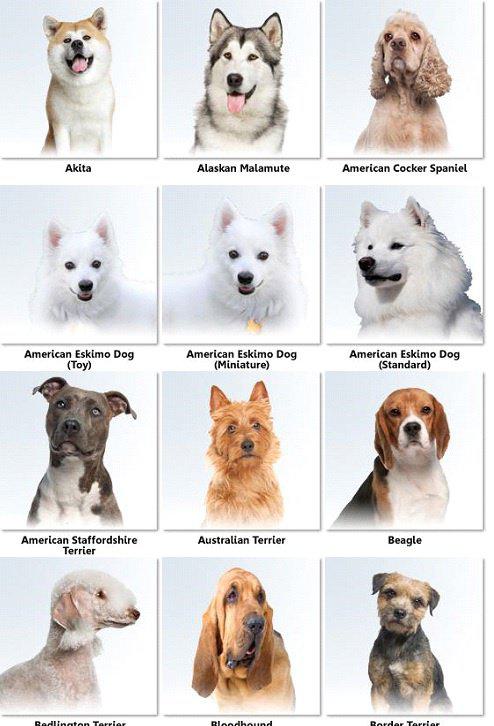 Akita
Alaskan Malamute
American Cocker Spaniel
American Eskimo Dog
(Toy)
American Eskimo Dog
(Miniature)
American Eskimo Dog
(Standard)
American Staffordshire
Terrier
Australian Terrier
Beagle
Bedlington Terrier
Bloodhound
Border Terrier